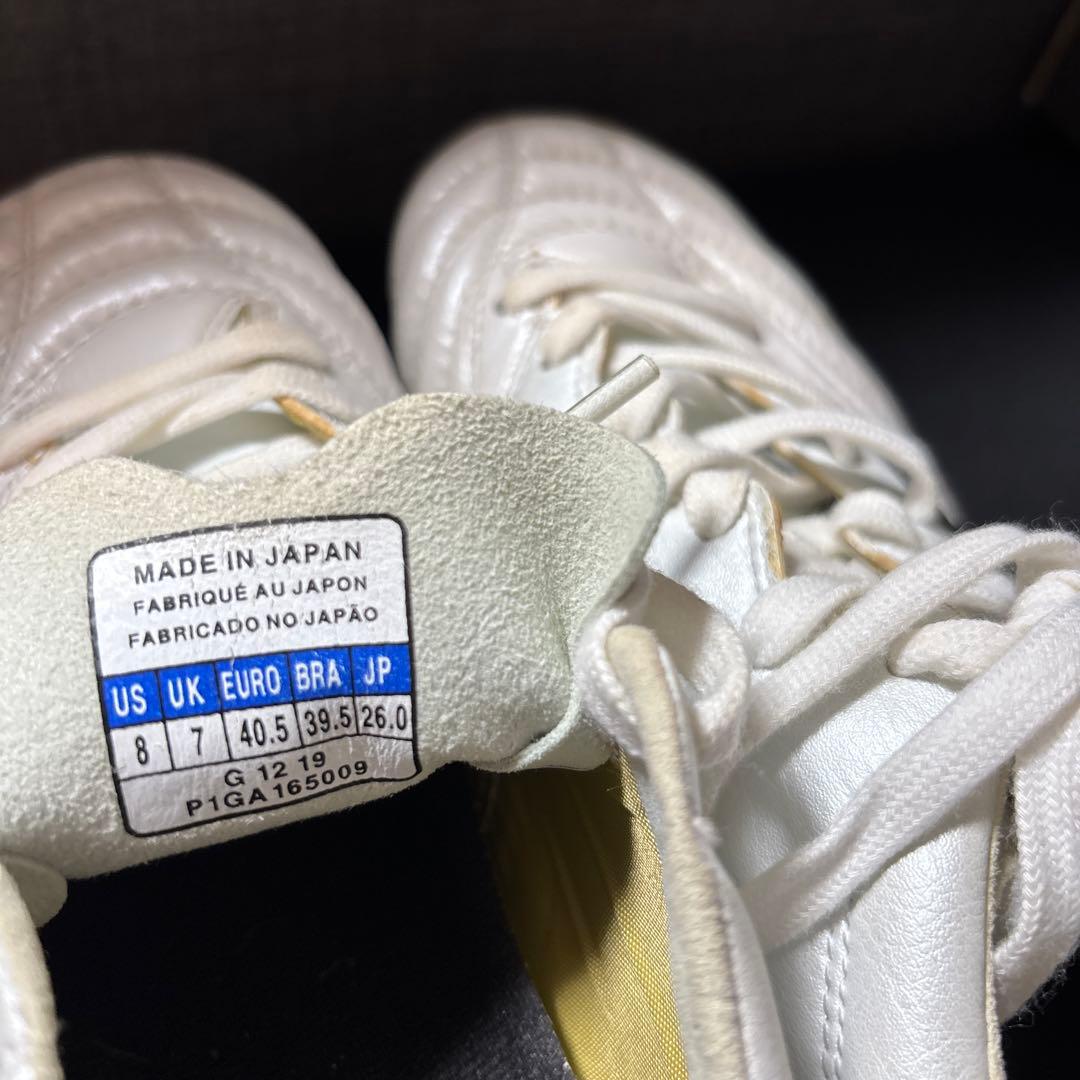 MADE IN JAPAN
FABRIQUÉ AU JAPON
FABRICADO NO JAPÃO
US UK EURO BRA JP
8 7 40.5 39.5 26.0
G 12 19
P1GA165009